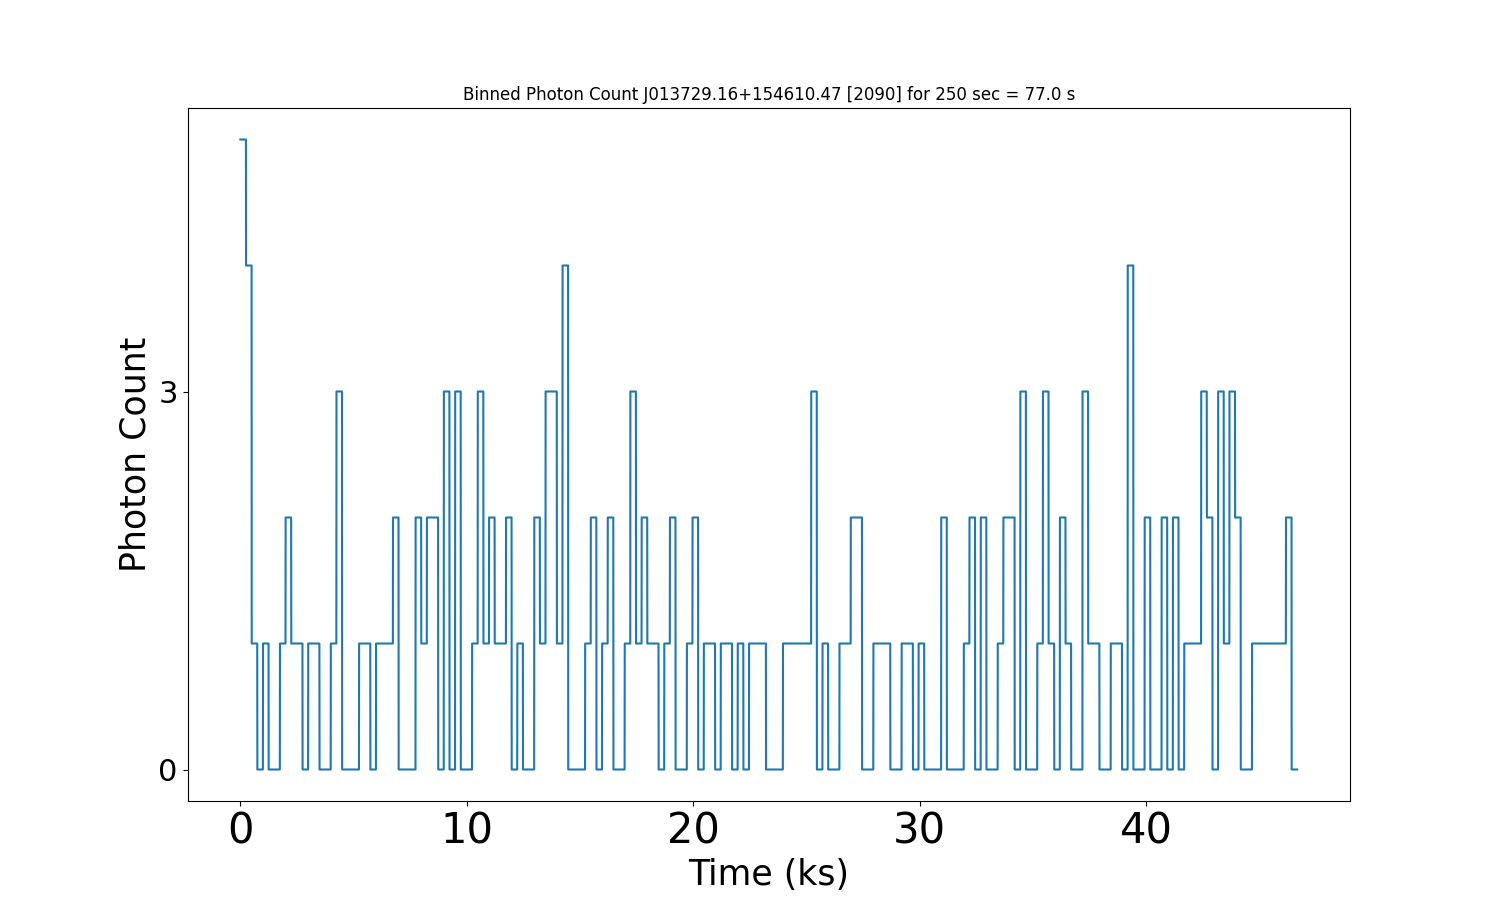 Binned Photon Count J013729.16+154610.47 [2090] for 250 sec = 77.0 s
Photon Count
3
0
0 10 20 30 40
Time (ks)